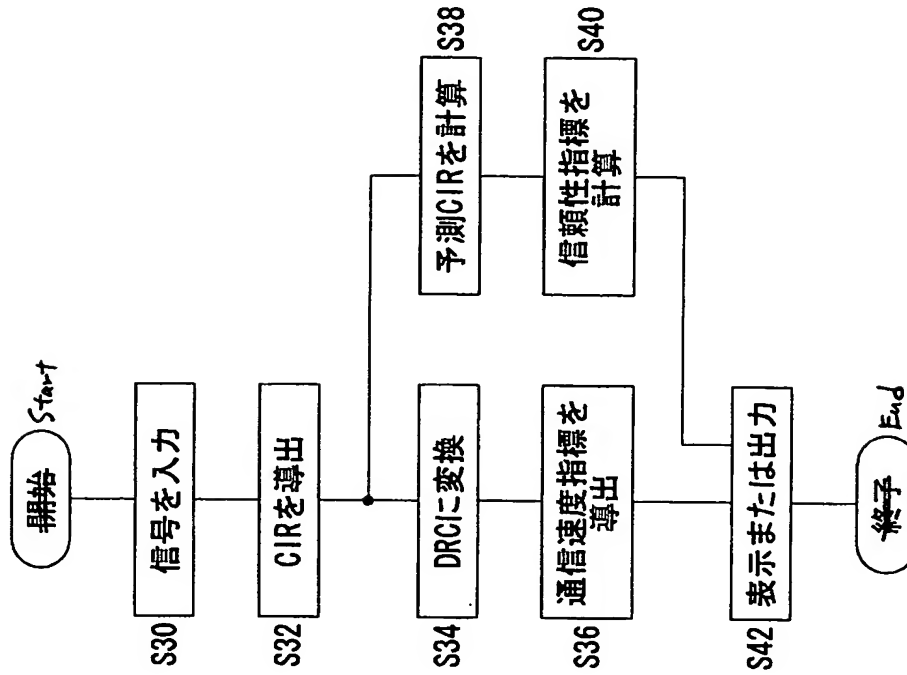 開始
Start
信号を入力
S30
CIRを導出
S32
DRCIに変換
S34
予測CIRを計算
S38
通信速度指標を
導出
S36
信頼性指標を
計算
S40
表示または出力
S42
終了
End